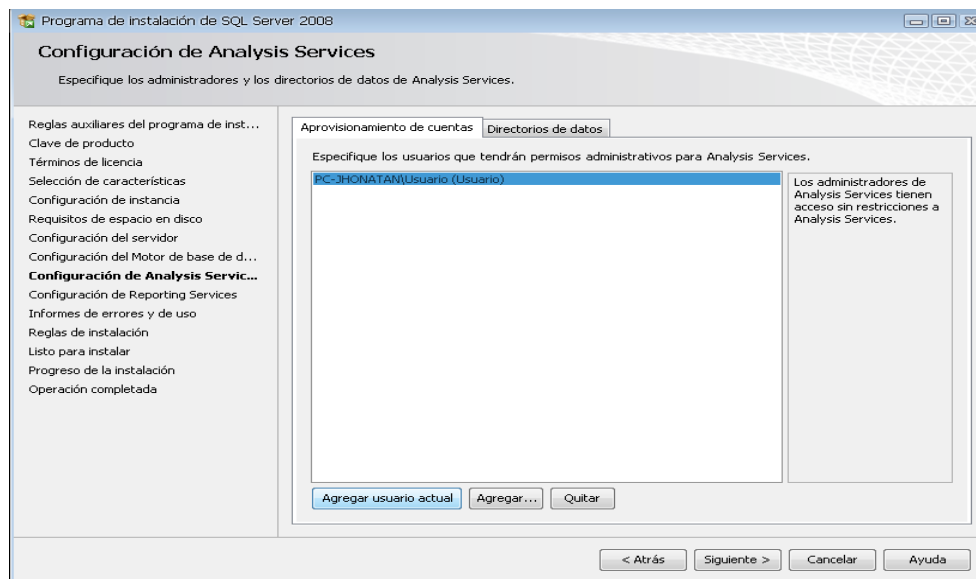 Programa de instalación de SQL Server 2008
Configuración de Analysis Services
Especifique los administradores y los directorios de datos de Analysis Services.
Reglas auxiliares del programa de inst...
Clave de producto
Términos de licencia
Selección de características
Configuración de instancia
Requisitos de espacio en disco
Configuración del servidor
Configuración del Motor de base de d...
Configuración de Analysis Servic...
Configuración de Reporting Services
Informes de errores y de uso
Reglas de instalación
Listo para instalar
Progreso de la instalación
Operación completada
Aprovisionamiento de cuentas
Directorios de datos
Especifique los usuarios que tendrán permisos administrativos para Analysis Services.
PC-JHONATAN\Usuario (Usuario)
Los administradores de
Analysis Services tienen
acceso sin restricciones a
Analysis Services.
Agregar usuario actual
Agregar...
Quitar
< Atrás
Siguiente >
Cancelar
Ayuda